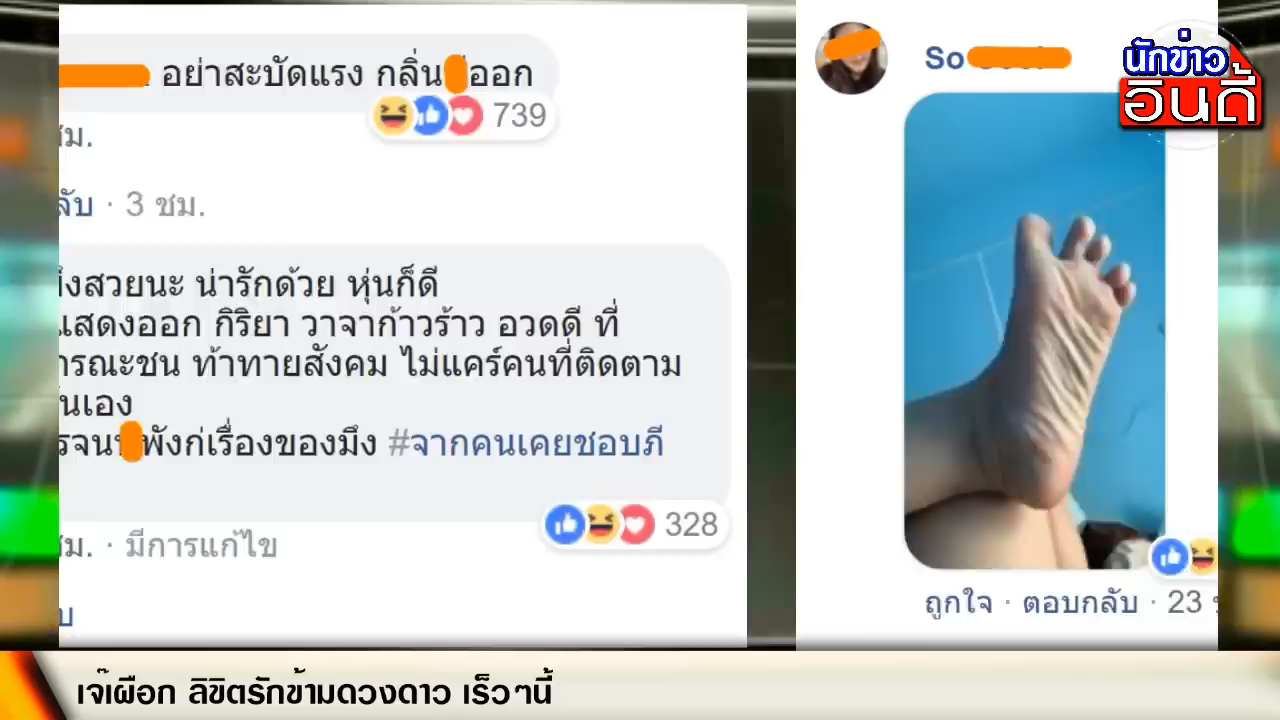 อย่าสะบัดแรง กลิ่น
ออก
739
ชม.
3 ชม.
สวยนะ น่ารักด้วย หุ่นก็ดี
แสดงออก กิริยา วาจาก้าวร้าว อวดดี ที่
ารณะชน ท้าทายสังคม ไม่แคร์คนที่ติดตาม
นเอง
พังก่เรื่องของมึง #จากคนเคยชอบภี
328
ชม. · มีการแก้ไข
So
นักข่าว
อินดี้
ถูกใจ · ตอบกลับ · 23
เจ๊เผือก ลิขิตรักข้ามดวงดาว เร็วๆนี้